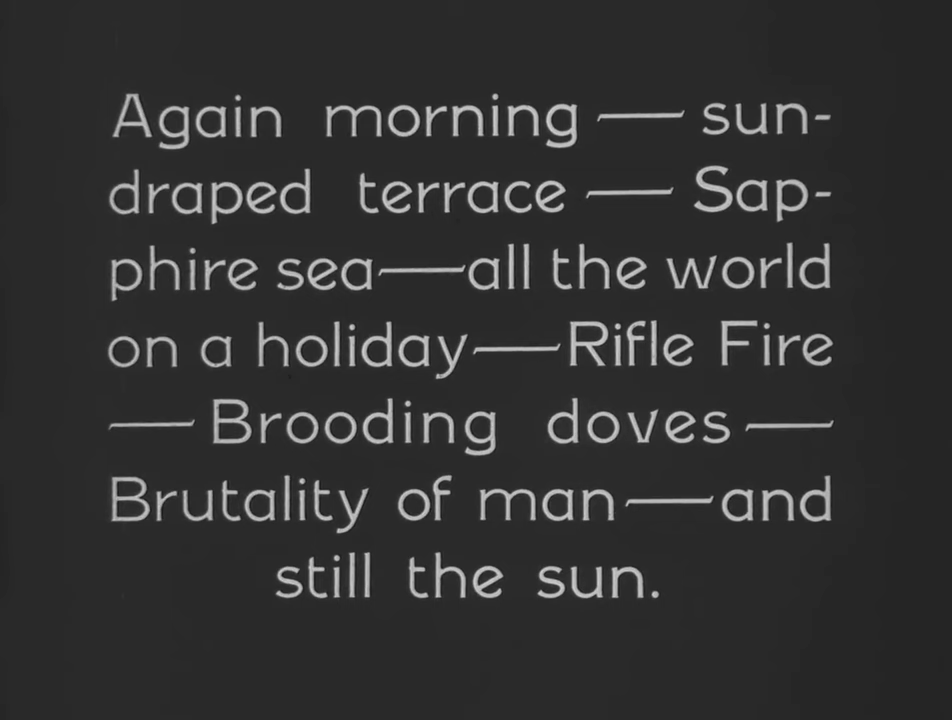 Again morning — sun-
draped terrace — Sap-
phire sea—all the world
on a holiday—Rifle Fire
— Brooding doves —
Brutality of man—and
still the sun.